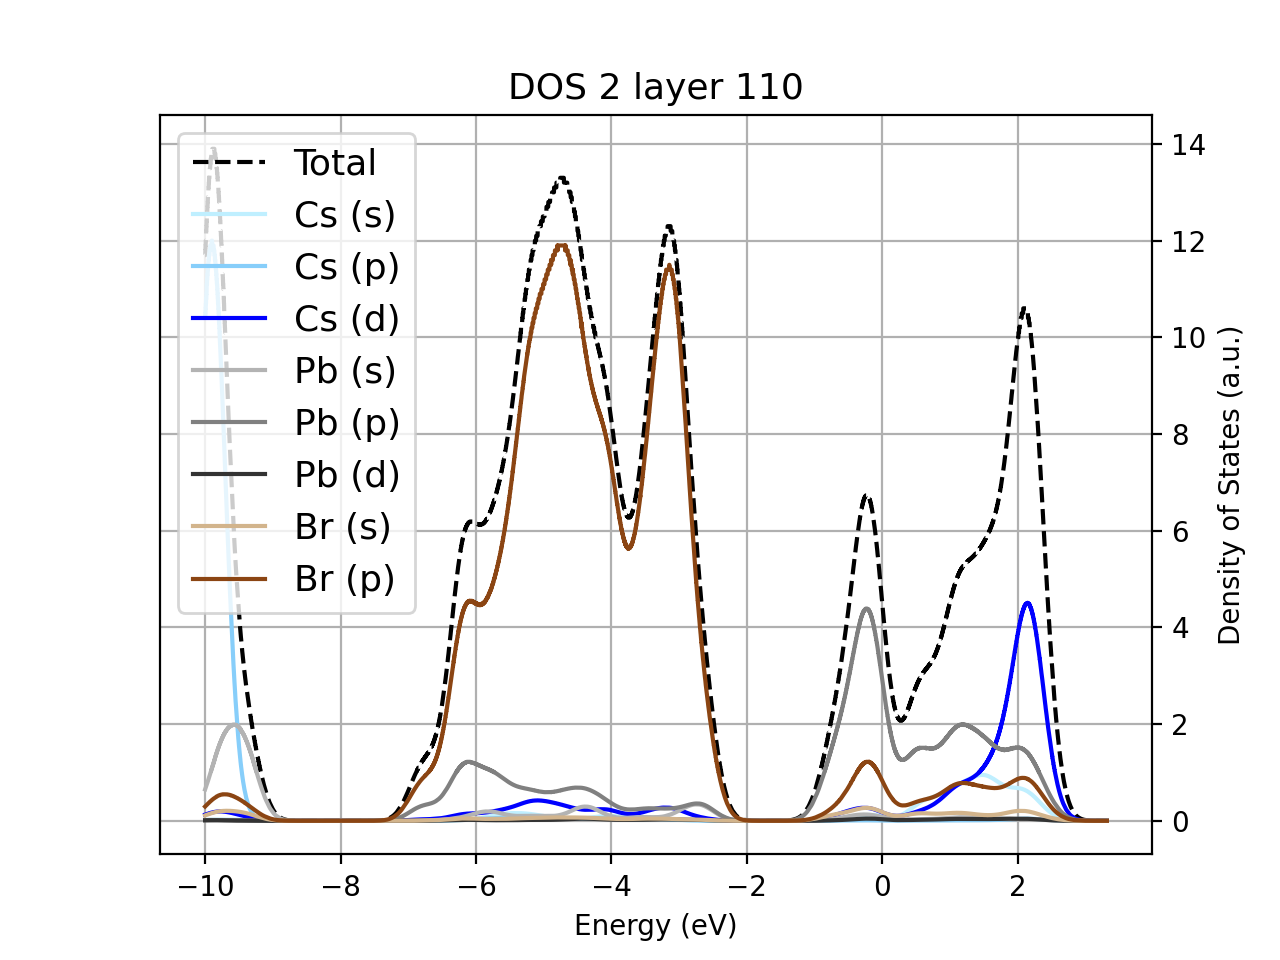 DOS 2 layer 110
Total
Cs (s)
Cs (p)
Cs (d)
Pb (s)
Pb (p)
Pb (d)
Br (s)
Br (p)
14
12
10
8
6
4
2
0
Density of States (a.u.)
−10 −8 −6 −4 −2 0 2
Energy (eV)